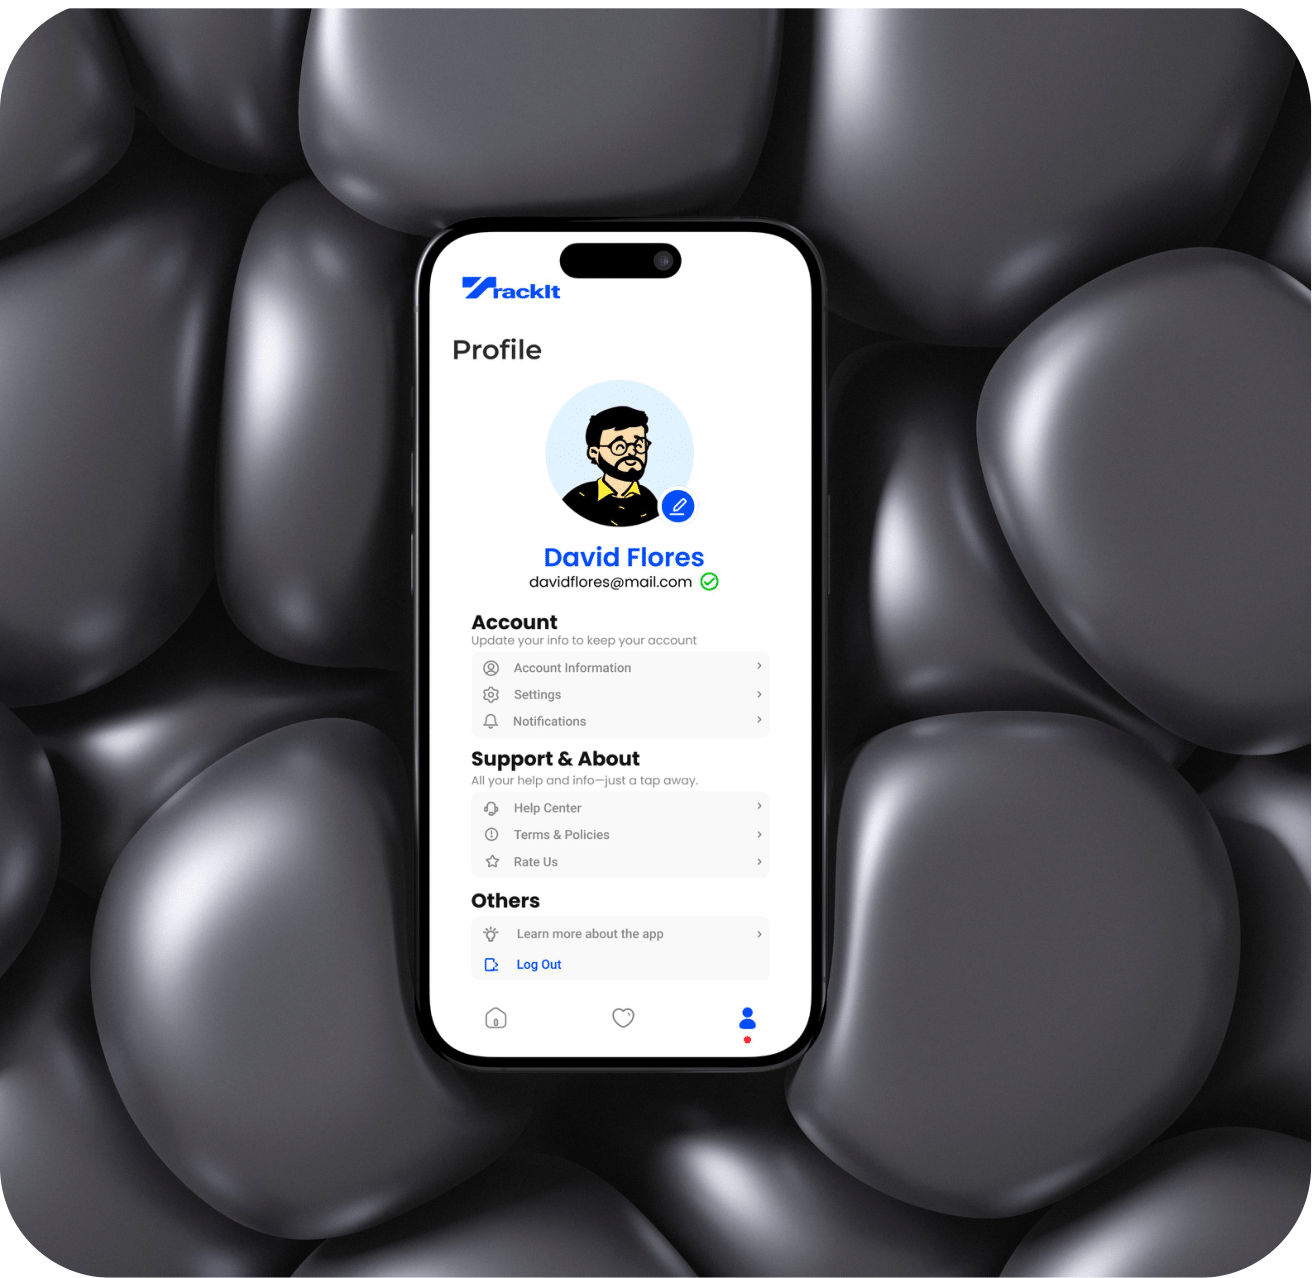 TrackIt
Profile
David Flores
davidflores@mail.com
Account
Update your info to keep your account
Account Information
Settings
Notifications
Support & About
All your help and info—just a tap away.
Help Center
Terms & Policies
Rate Us
Others
Learn more about the app
Log Out